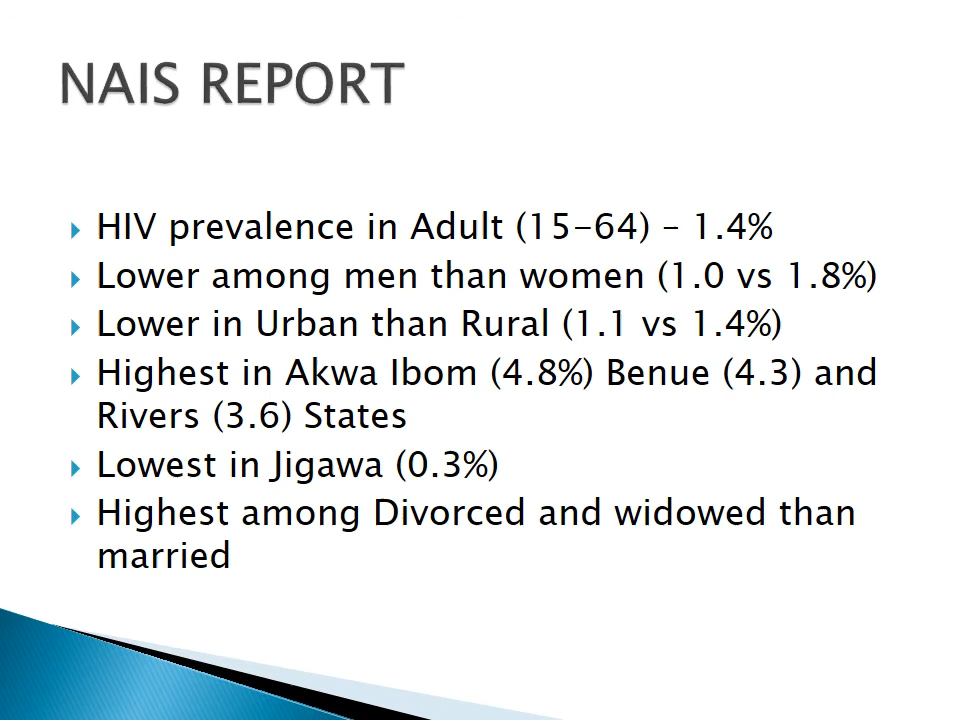 NAIS REPORT
HIV prevalence in Adult (15-64) – 1.4%
Lower among men than women (1.0 vs 1.8%)
Lower in Urban than Rural (1.1 vs 1.4%)
Highest in Akwa Ibom (4.8%) Benue (4.3) and
Rivers (3.6) States
Lowest in Jigawa (0.3%)
Highest among Divorced and widowed than
married